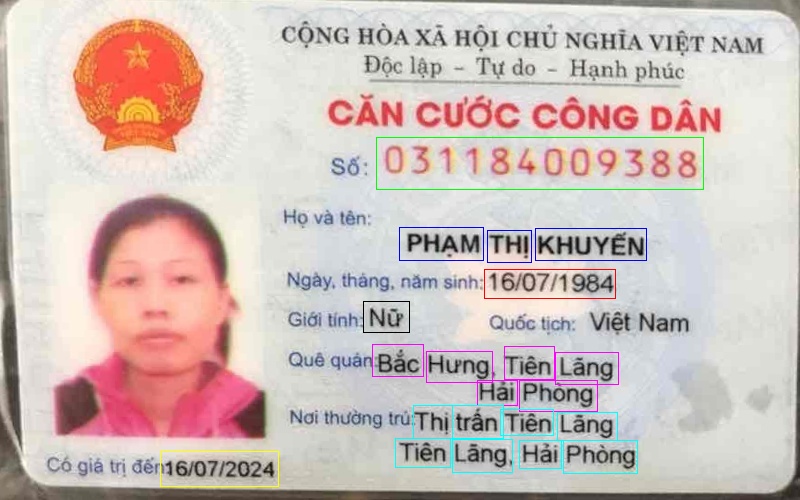 CỘNG HÒA XÃ HỘI CHỦ NGHĨA VIỆT NAM
Độc lập - Tự do - Hạnh phúc
CĂN CƯỚC CÔNG DÂN
Số: 031184009388
Họ và tên:
PHẠM THỊ KHUYẾN
Ngày, tháng, năm sinh: 16/07/1984
Giới tính: Nữ Quốc tịch: Việt Nam
Quê quán: Bắc Hưng, Tiên Lãng
Hải Phòng
Nơi thường trú: Thị trấn Tiên Lãng
Tiên Lãng, Hải Phòng
Có giá trị đến 16/07/2024